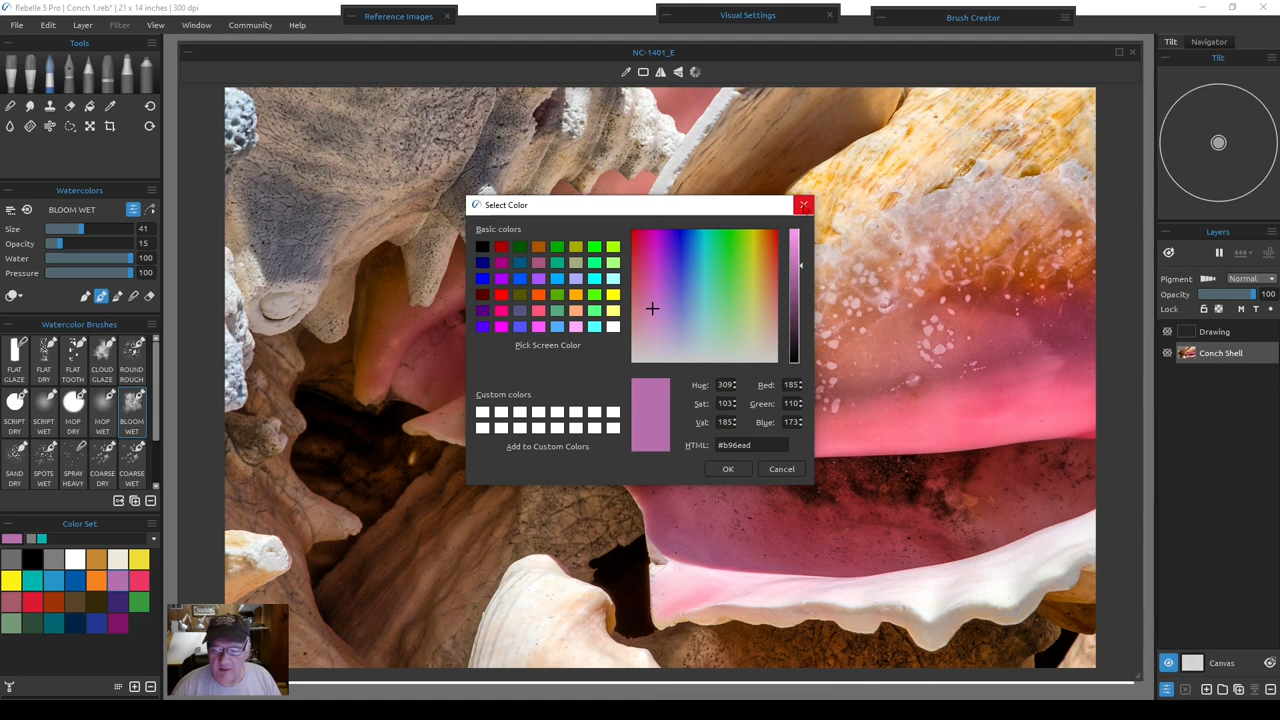 Rebelle 5 Pro | Conch 1.reb* | 21 x 14 inches | 300 dpi
File Edit Layer Filter View Window Community Help
Reference Images
Visual Settings
Brush Creator
Tools
NC-1401_E
Tilt Navigator
Tilt
Watercolors
BLOOM WET
Size 41
Opacity 15
Water 100
Pressure 100
Watercolor Brushes
FLAT GLAZE FLAT DRY FLAT TOOTH CLOUD GLAZE ROUND ROUGH
SCRIPT DRY SCRIPT WET MOP DRY MOP WET BLOOM WET
SAND DRY SPOTS WET SPRAY HEAVY COARSE DRY COARSE WET
Color Set
Select Color
Basic colors
Pick Screen Color
Custom colors
Add to Custom Colors
Hue: 309 Red: 185
Sat: 103 Green: 110
Val: 185 Blue: 173
HTML: #b96ead
OK Cancel
Layers
Pigment: Normal
Opacity: 100
Lock M T
Drawing
Conch Shell
Canvas